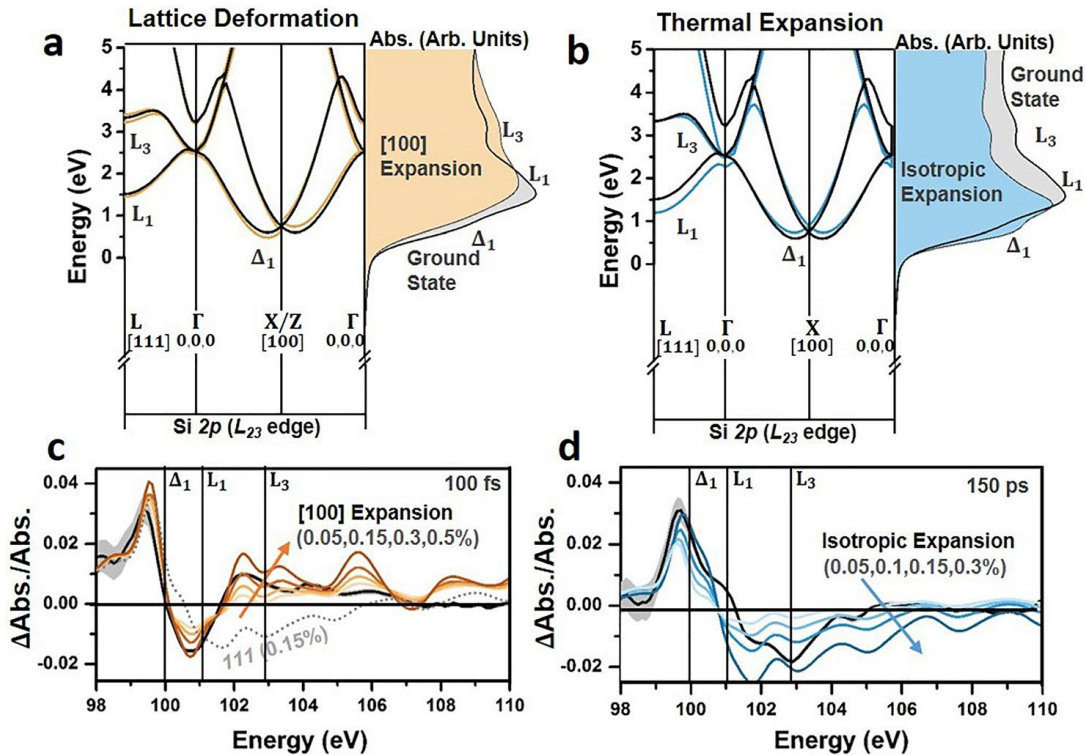 Lattice Deformation
a
Abs. (Arb. Units)
5
4
3
2
1
0
Energy (eV)
L₃
L₁
Δ₁
[100]
Expansion
L₃
L₁
Δ₁
Ground
State
L Γ X/Z Γ
[111] 0,0,0 [100] 0,0,0
Si 2p (L₂₃ edge)
Thermal Expansion
b
Abs. (Arb. Units)
5
4
3
2
1
0
Energy (eV)
L₃
L₁
Δ₁
Ground
State
L₃
L₁
Isotropic
Expansion
Δ₁
L Γ X Γ
[111] 0,0,0 [100] 0,0,0
Si 2p (L₂₃ edge)
c
0.04
0.02
0.00
-0.02
ΔAbs./Abs.
Δ₁ L₁ L₃
100 fs
[100] Expansion
(0.05,0.15,0.3,0.5%)
111 (0.15%)
98 100 102 104 106 108 110
Energy (eV)
d
0.04
0.02
0.00
-0.02
ΔAbs./Abs.
Δ₁ L₁ L₃
150 ps
Isotropic Expansion
(0.05,0.1,0.15,0.3%)
98 100 102 104 106 108 110
Energy (eV)